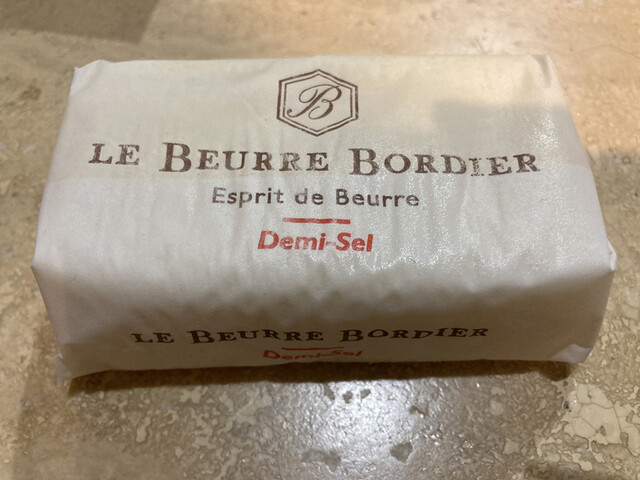 B
LE BEURRE BORDIER
Esprit de Beurre
Demi-Sel
LE BEURRE BORDIER
Demi-Sel